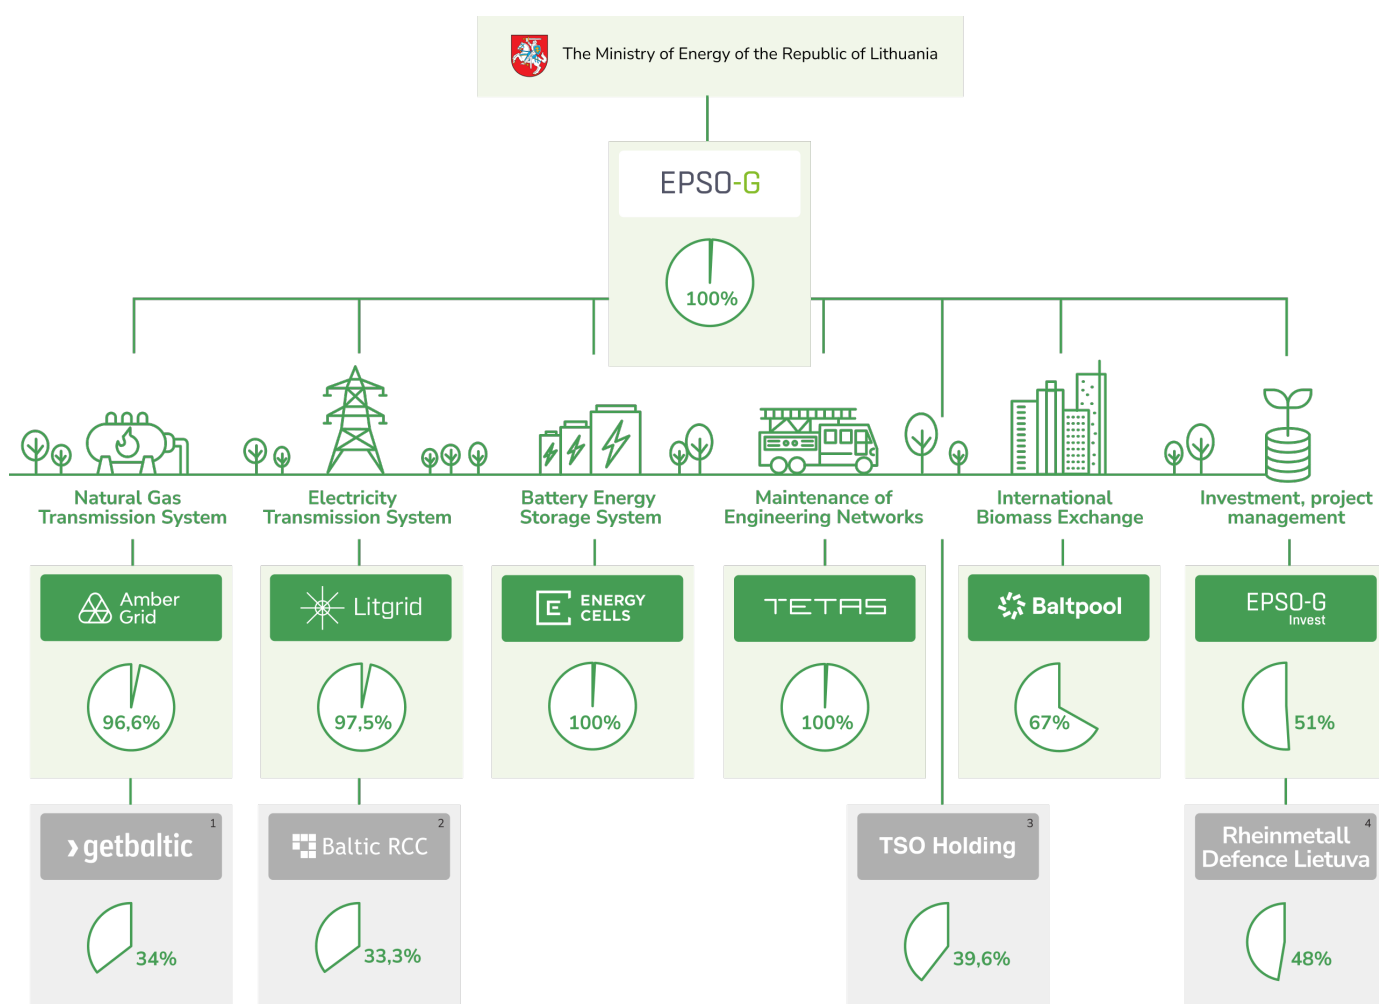 The Ministry of Energy of the Republic of Lithuania
EPSO-G
100%
Natural Gas
Transmission System
Electricity
Transmission System
Battery Energy
Storage System
Maintenance of
Engineering Networks
International
Biomass Exchange
Investment, project
management
Amber
Grid
96,6%
Litgrid
97,5%
E
ENERGY
CELLS
100%
TETAS
100%
Baltpool
67%
EPSO-G
Invest
51%
getbaltic
1
34%
Baltic RCC
2
33,3%
TSO Holding
3
39,6%
Rheinmetall
Defence Lietuva
4
48%